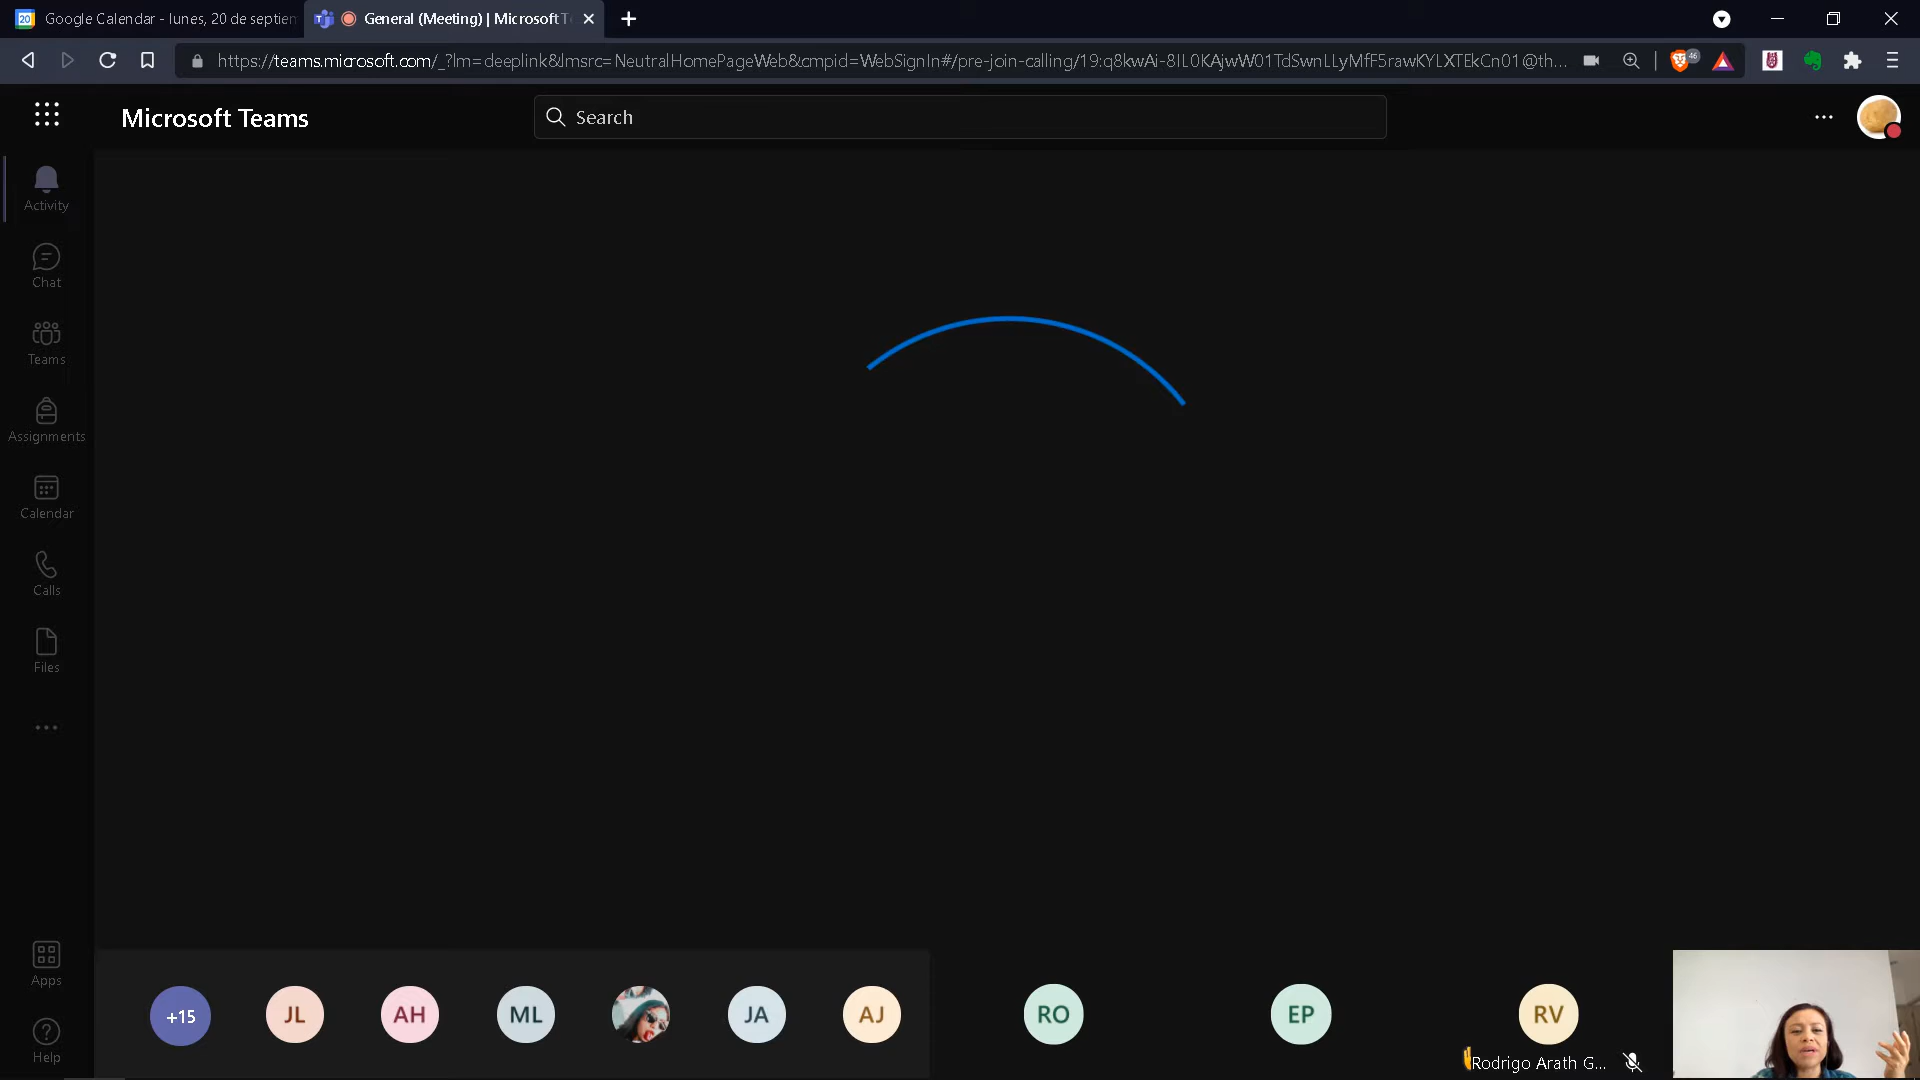 Google Calendar - lunes, 20 de septien
General (Meeting) | Microsoft T
https://teams.microsoft.com/_?lm=deeplink&lmsrc=NeutralHomePageWeb&cmpid=WebSignIn#/pre-join-calling/19:q8kwAi-8IL0KAjwW01TdSwnLLyMfF5rawKYLXTEkCn01@th...
46
Microsoft Teams
Search
Activity
Chat
Teams
Assignments
Calendar
Calls
Files
Apps
Help
+15
JL
AH
ML
JA
AJ
RO
EP
RV
Rodrigo Arath G...